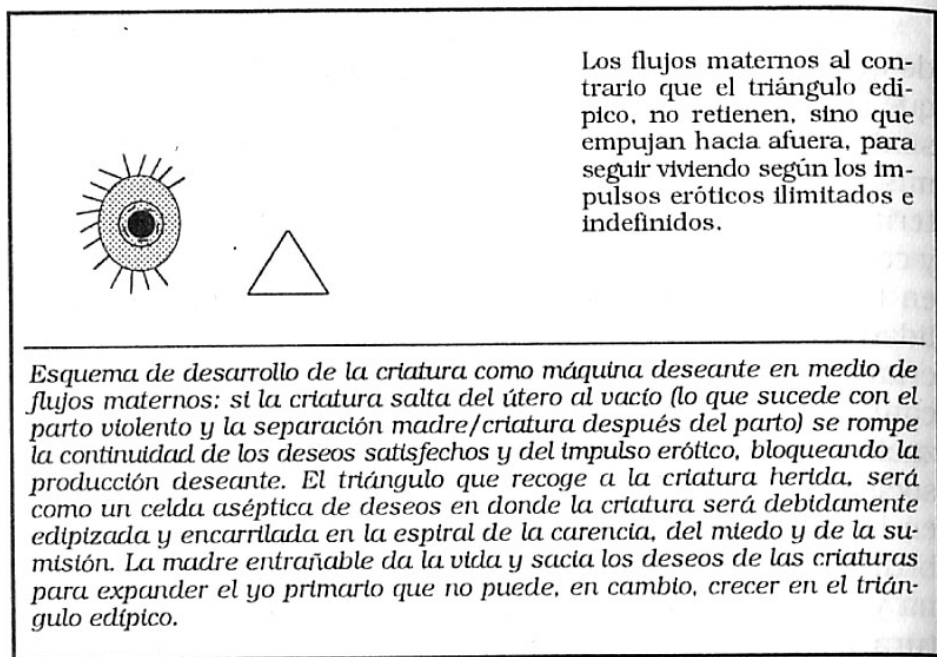 Los flujos maternos al con-
trario que el triángulo edí-
pico, no retienen, sino que
empujan hacia afuera, para
seguir viviendo según los im-
pulsos eróticos ilimitados e
indefinidos.
Esquema de desarrollo de la criatura como máquina deseante en medio de
flujos maternos: si la criatura salta del útero al vacío (lo que sucede con el
parto violento y la separación madre/criatura después del parto) se rompe
la continuidad de los deseos satisfechos y del impulso erótico, bloqueando la
producción deseante. El triángulo que recoge a la criatura herida, será
como un celda aséptica de deseos en donde la criatura será debidamente
edipizada y encarrilada en la espiral de la carencia, del miedo y de la su-
misión. La madre entrañable da la vida y sacia los deseos de las criaturas
para expander el yo primario que no puede, en cambio, crecer en el trián-
gulo edípico.